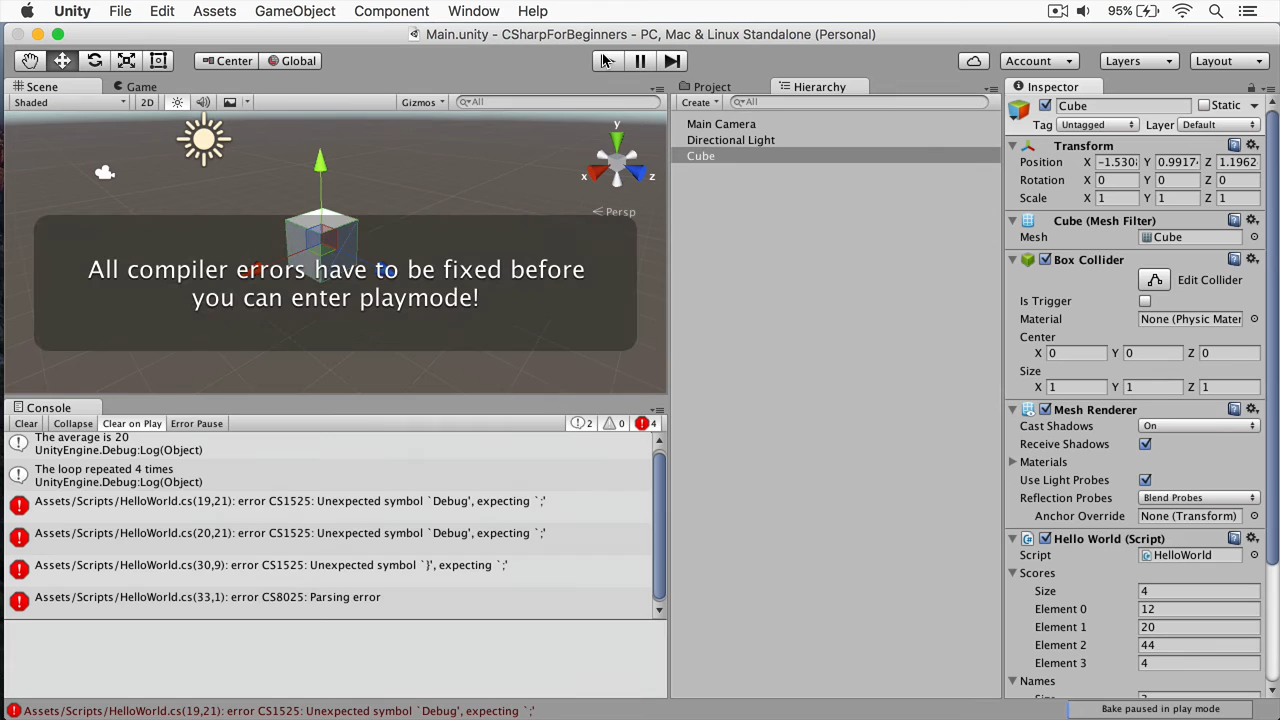 Unity File Edit Assets GameObject Component Window Help 95%
Main.unity - CSharpForBeginners - PC, Mac & Linux Standalone (Personal)
Center Global Account Layers Layout
Scene Game
Shaded 2D Gizmos All
y
x z
Persp
All compiler errors have to be fixed before
you can enter playmode!
Console
Clear Collapse Clear on Play Error Pause 2 0 4
The average is 20
UnityEngine.Debug:Log(Object)
The loop repeated 4 times
UnityEngine.Debug:Log(Object)
Assets/Scripts/HelloWorld.cs(19,21): error CS1525: Unexpected symbol `Debug', expecting `;'
Assets/Scripts/HelloWorld.cs(20,21): error CS1525: Unexpected symbol `Debug', expecting `;'
Assets/Scripts/HelloWorld.cs(30,9): error CS1525: Unexpected symbol `}', expecting `;'
Assets/Scripts/HelloWorld.cs(33,1): error CS8025: Parsing error
Project Hierarchy
Create All
Main Camera
Directional Light
Cube
Inspector
Cube Static
Tag Untagged Layer Default
Transform
Position X -1.530 Y 0.9917 Z 1.1962
Rotation X 0 Y 0 Z 0
Scale X 1 Y 1 Z 1
Cube (Mesh Filter)
Mesh Cube
Box Collider
Edit Collider
Is Trigger
Material None (Physic Mater
Center
X 0 Y 0 Z 0
Size
X 1 Y 1 Z 1
Mesh Renderer
Cast Shadows On
Receive Shadows
Materials
Use Light Probes
Reflection Probes Blend Probes
Anchor Override None (Transform)
Hello World (Script)
Script HelloWorld
Scores
Size 4
Element 0 12
Element 1 20
Element 2 44
Element 3 4
Names
Assets/Scripts/HelloWorld.cs(19,21): error CS1525: Unexpected symbol `Debug', expecting `;'
Bake paused in play mode